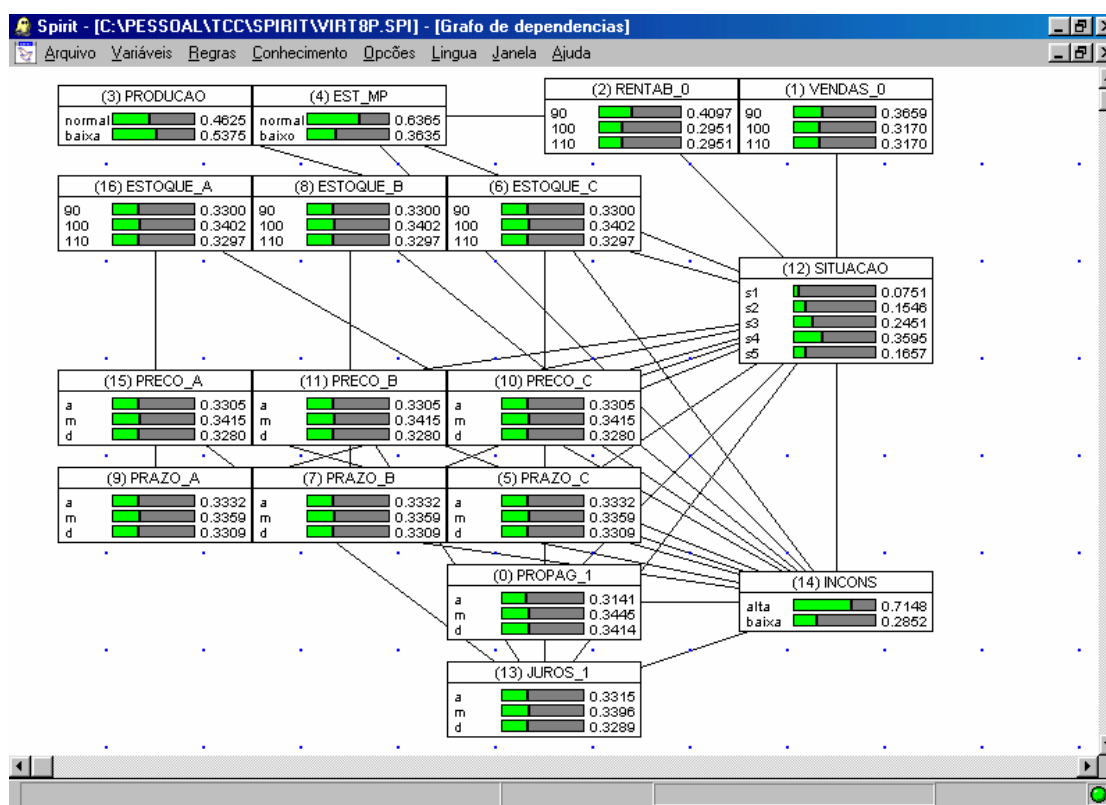 Spirit - [C:\PESSOAL\TCC\SPIRIT\VIRT8P.SPI] - [Grafo de dependencias]
Arquivo Variáveis Regras Conhecimento Opcões Lingua Janela Ajuda
(3) PRODUCAO
normal 0.4625
baixa 0.5375
(4) EST_MP
normal 0.6365
baixo 0.3635
(2) RENTAB_0
90 0.4097
100 0.2951
110 0.2951
(1) VENDAS_0
90 0.3659
100 0.3170
110 0.3170
(16) ESTOQUE_A
90 0.3300
100 0.3402
110 0.3297
(8) ESTOQUE_B
90 0.3300
100 0.3402
110 0.3297
(6) ESTOQUE_C
90 0.3300
100 0.3402
110 0.3297
(12) SITUACAO
s1 0.0751
s2 0.1546
s3 0.2451
s4 0.3595
s5 0.1657
(15) PRECO_A
a 0.3305
m 0.3415
d 0.3280
(11) PRECO_B
a 0.3305
m 0.3415
d 0.3280
(10) PRECO_C
a 0.3305
m 0.3415
d 0.3280
(9) PRAZO_A
a 0.3332
m 0.3359
d 0.3309
(7) PRAZO_B
a 0.3332
m 0.3359
d 0.3309
(5) PRAZO_C
a 0.3332
m 0.3359
d 0.3309
(0) PROPAG_1
a 0.3141
m 0.3445
d 0.3414
(14) INCONS
alta 0.7148
baixa 0.2852
(13) JUROS_1
a 0.3315
m 0.3396
d 0.3289